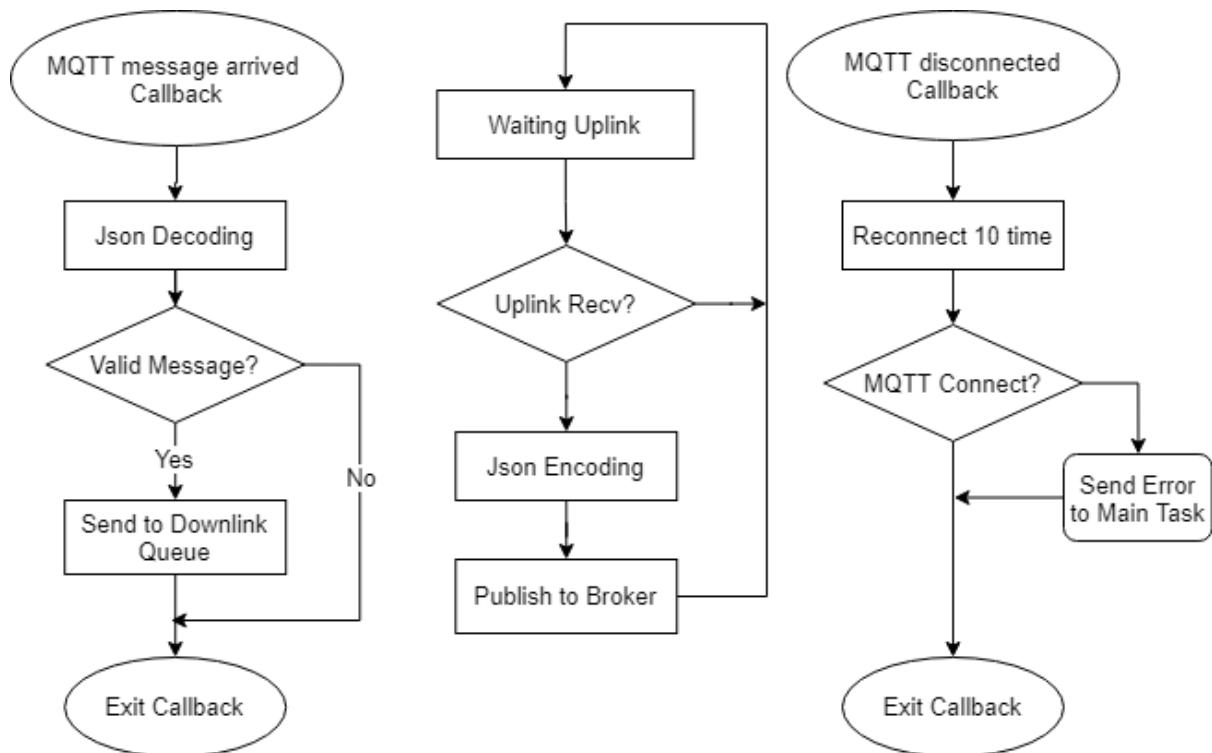 MQTT message arrived
Callback
Json Decoding
Valid Message?
Yes
No
Send to Downlink
Queue
Exit Callback
Waiting Uplink
Uplink Recv?
Json Encoding
Publish to Broker
MQTT disconnected
Callback
Reconnect 10 time
MQTT Connect?
Send Error
to Main Task
Exit Callback